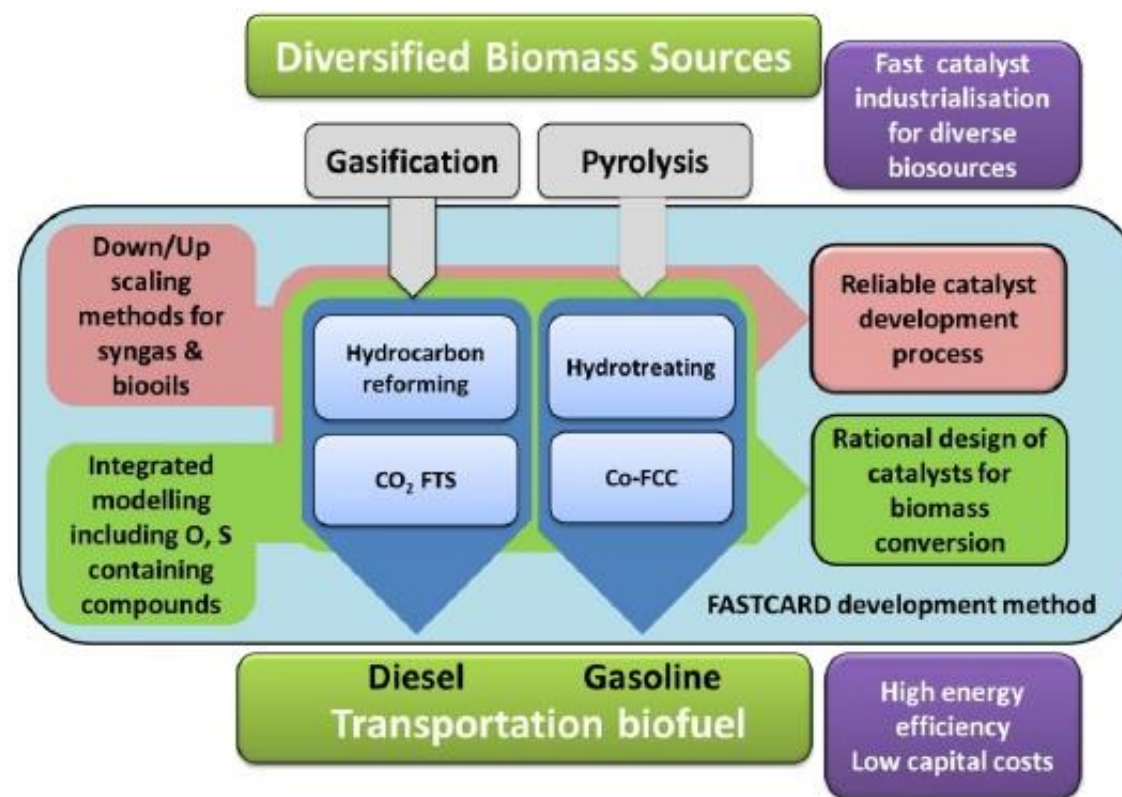 Diversified Biomass Sources
Fast catalyst
industrialisation
for diverse
biosources
Gasification
Pyrolysis
Down/Up
scaling
methods for
syngas &
biooils
Hydrocarbon
reforming
Hydrotreating
Reliable catalyst
development
process
Integrated
modelling
including O, S
containing
compounds
CO₂ FTS
Co-FCC
Rational design of
catalysts for
biomass
conversion
FASTCARD development method
Diesel
Gasoline
Transportation biofuel
High energy
efficiency
Low capital costs